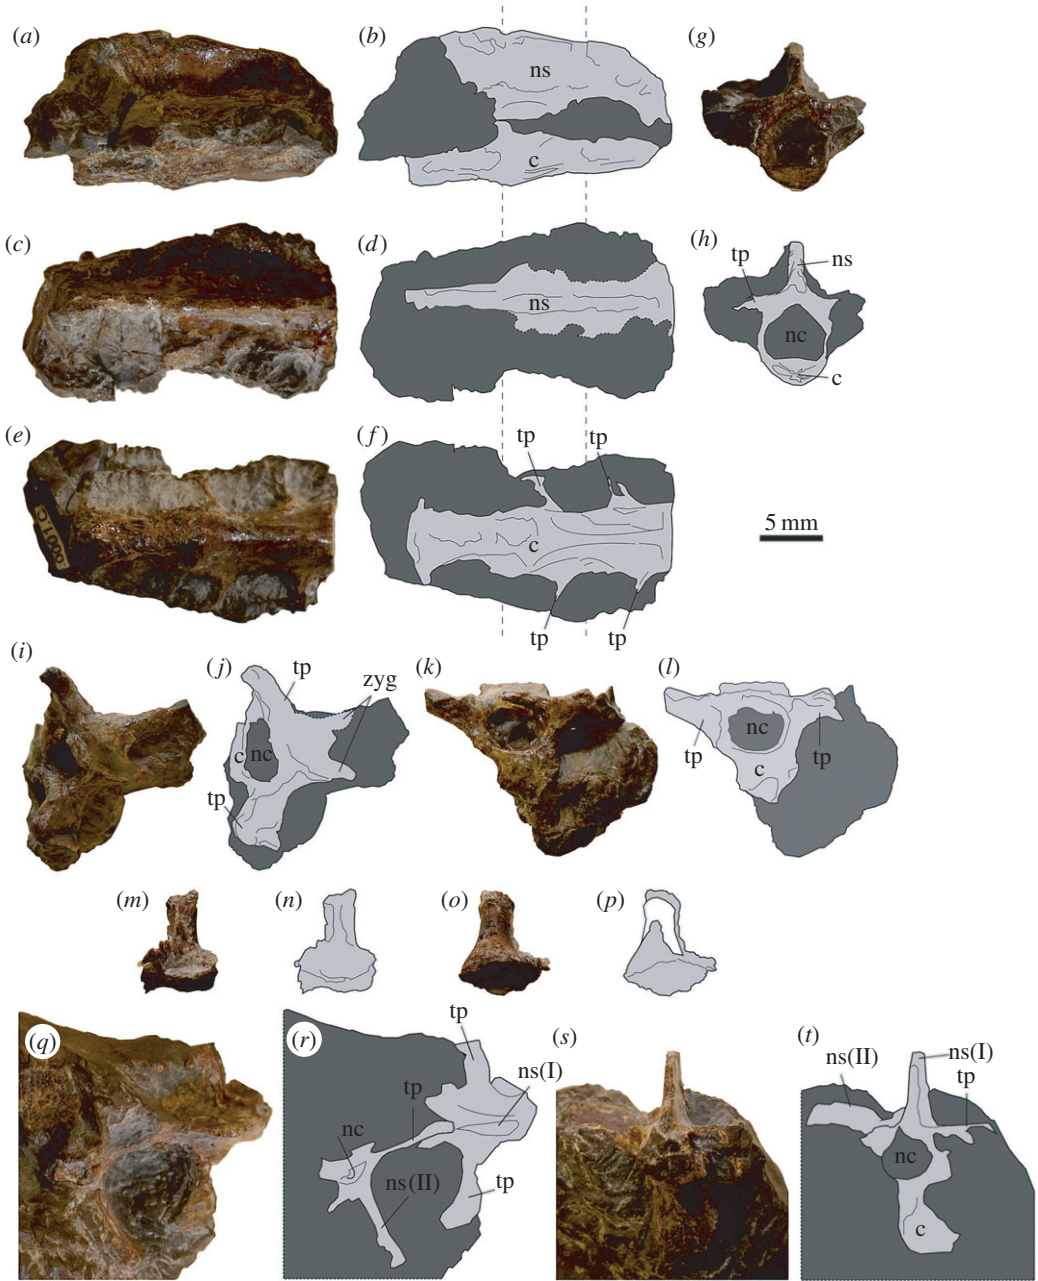 (a) (b) (g)
ns
c
(c) (d) (h)
tp ns
ns
nc
c
(e) (f)
tp tp
c
5 mm
tp tp
(i) (j) tp (k) (l)
zyg
nc
c
nc
tp tp
c
tp
(m) (n) (o) (p)
(q) (r) tp (s) (t)
ns(II) ns(I)
tp
ns(I)
tp
nc
nc
ns(II) tp
c